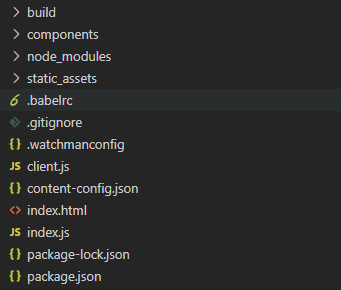 build
components
node_modules
static_assets
.babelrc
.gitignore
.watchmanconfig
client.js
content-config.json
index.html
index.js
package-lock.json
package.json